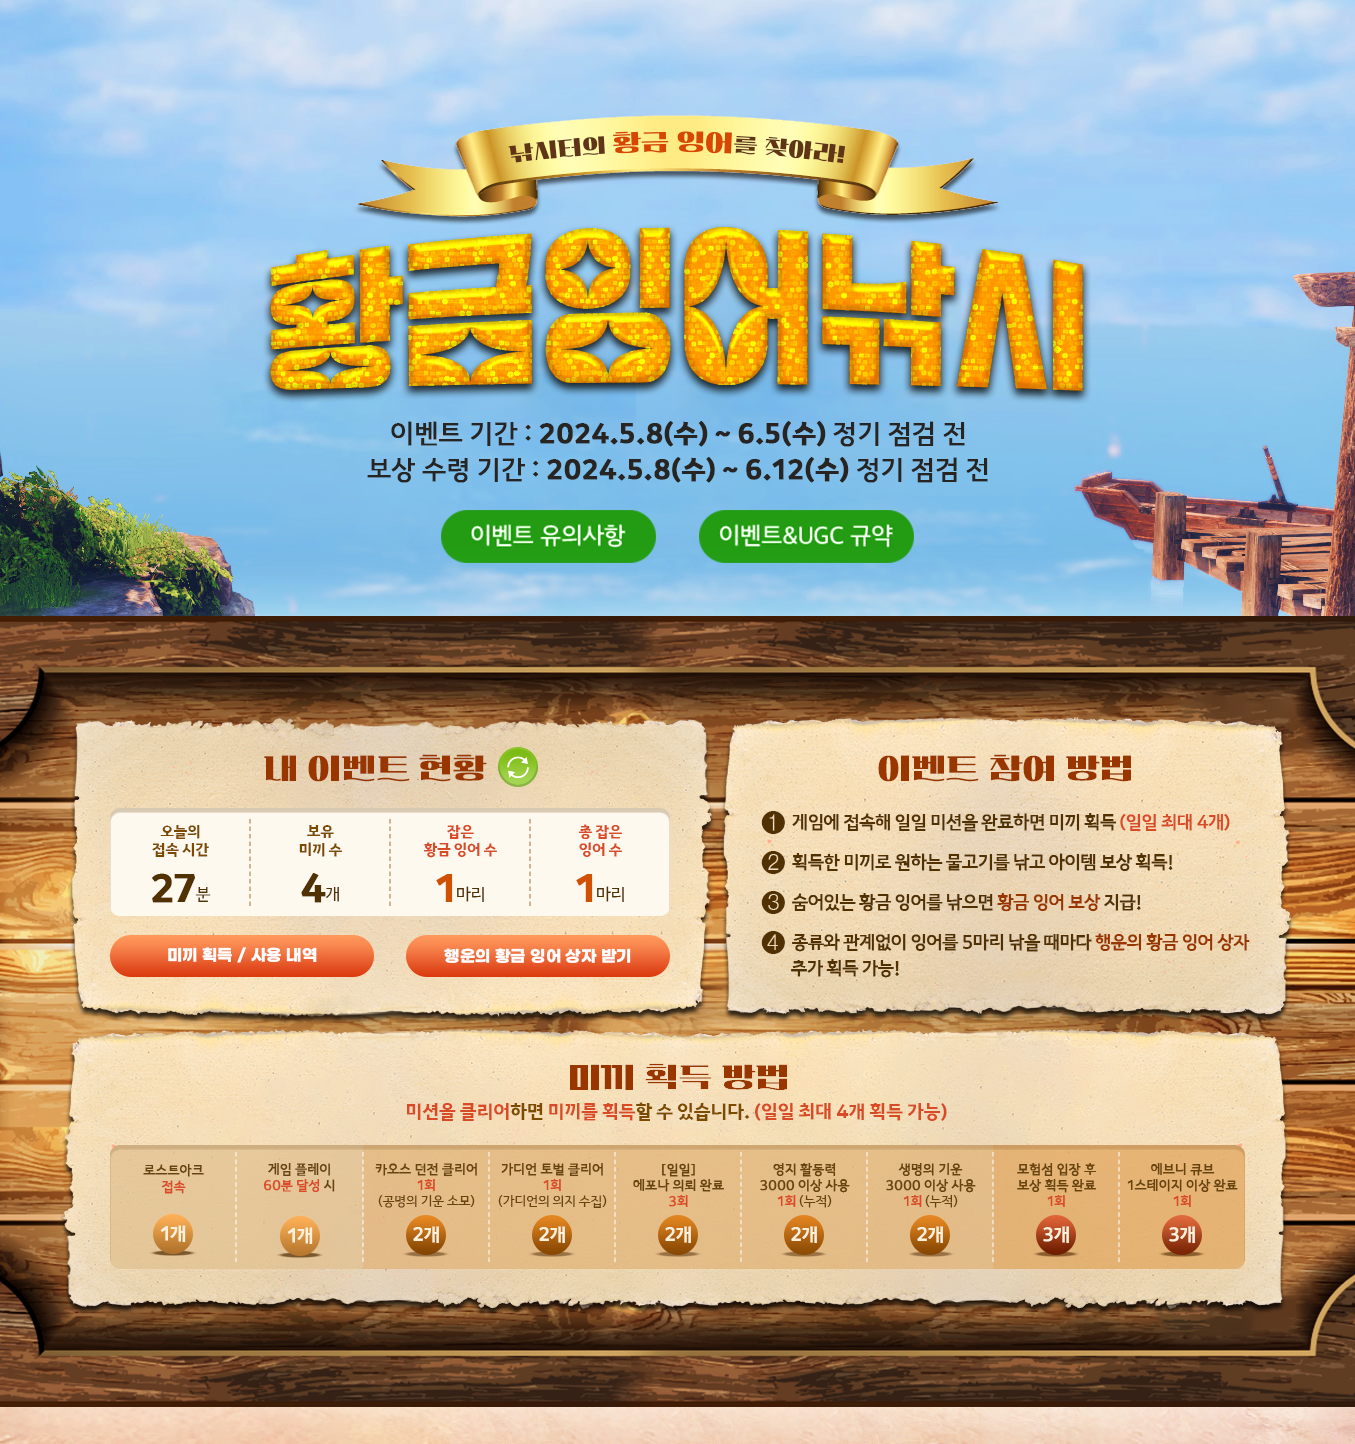 낚시터의 황금 잉어를 찾아라!
황금잉어낚시
이벤트 기간 : 2024.5.8(수) ~ 6.5(수) 정기 점검 전
보상 수령 기간 : 2024.5.8(수) ~ 6.12(수) 정기 점검 전
이벤트 유의사항
이벤트&UGC 규약
내 이벤트 현황
오늘의
접속 시간
27분
보유
미끼 수
4개
잡은
황금 잉어 수
1마리
총 잡은
잉어 수
1마리
미끼 획득 / 사용 내역
행운의 황금 잉어 상자 받기
이벤트 참여 방법
① 게임에 접속해 일일 미션을 완료하면 미끼 획득 (일일 최대 4개)
② 획득한 미끼로 원하는 물고기를 낚고 아이템 보상 획득!
③ 숨어있는 황금 잉어를 낚으면 황금 잉어 보상 지급!
④ 종류와 관계없이 잉어를 5마리 낚을 때마다 행운의 황금 잉어 상자
추가 획득 가능!
미끼 획득 방법
미션을 클리어하면 미끼를 획득할 수 있습니다. (일일 최대 4개 획득 가능)
로스트아크
접속
1개
게임 플레이
60분 달성 시
1개
카오스 던전 클리어
1회
(공명의 기운 소모)
2개
가디언 토벌 클리어
1회
(가디언의 의지 수집)
2개
[일일]
에포나 의뢰 완료
3회
2개
영지 활동력
3000 이상 사용
1회 (누적)
2개
생명의 기운
3000 이상 사용
1회 (누적)
2개
모험섬 입장 후
보상 획득 완료
1회
3개
에브니 큐브
1스테이지 이상 완료
1회
3개